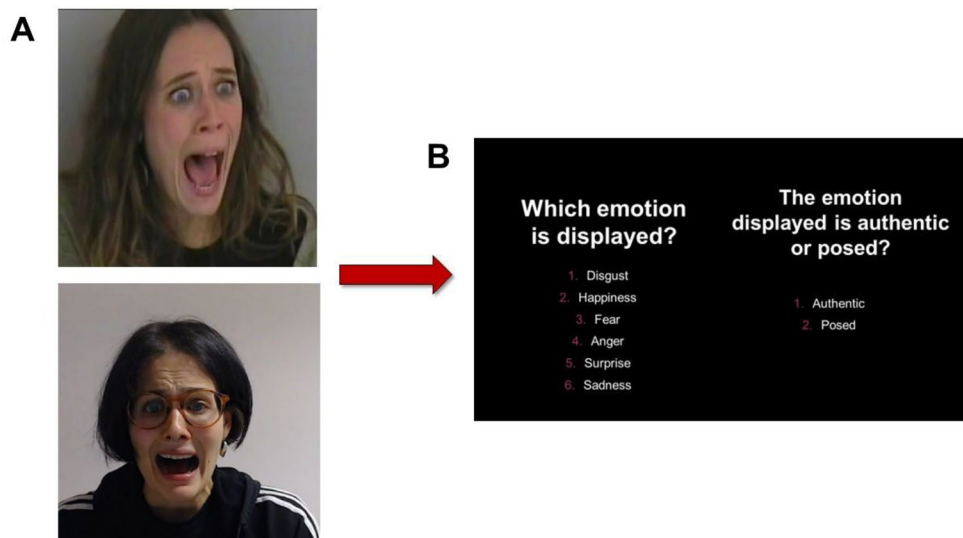 A
B
Which emotion
is displayed?
1. Disgust
2. Happiness
3. Fear
4. Anger
5. Surprise
6. Sadness
The emotion
displayed is authentic
or posed?
1. Authentic
2. Posed